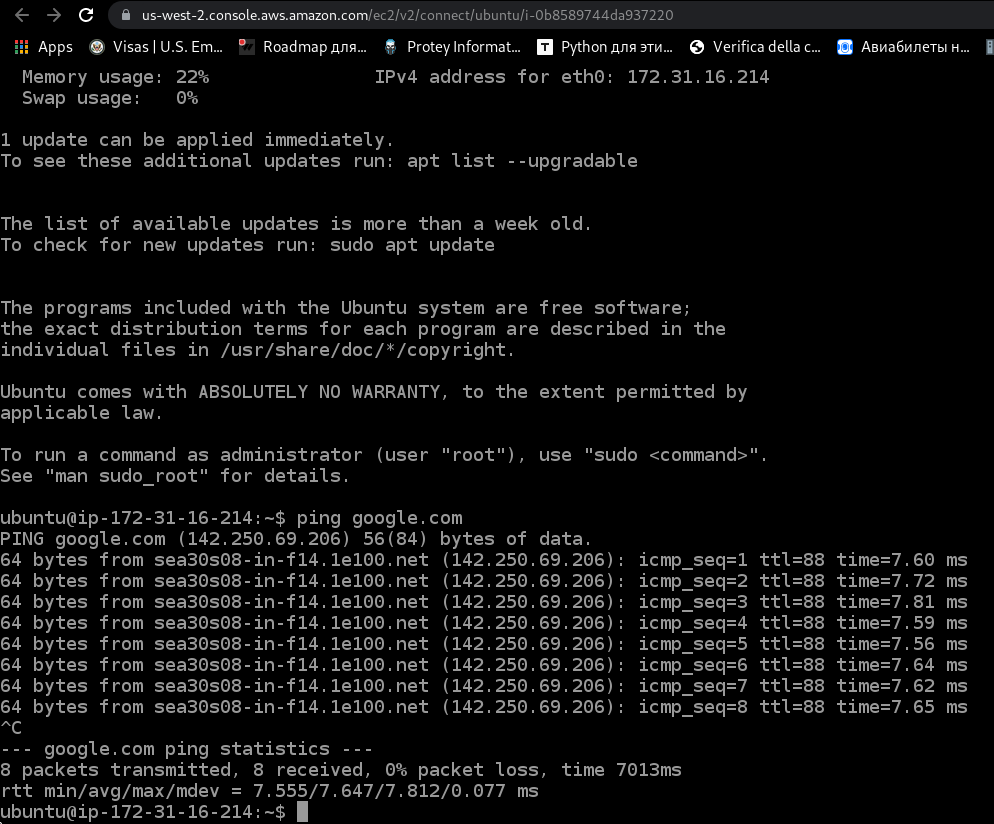 us-west-2.console.aws.amazon.com/ec2/v2/connect/ubuntu/i-0b8589744da937220
Apps Visas | U.S. Em... Roadmap для... Protey Informat... T Python для эти... Verifica della c... Авиабилеты н...
Memory usage: 22% IPv4 address for eth0: 172.31.16.214
Swap usage: 0%
1 update can be applied immediately.
To see these additional updates run: apt list --upgradable
The list of available updates is more than a week old.
To check for new updates run: sudo apt update
The programs included with the Ubuntu system are free software;
the exact distribution terms for each program are described in the
individual files in /usr/share/doc/*/copyright.
Ubuntu comes with ABSOLUTELY NO WARRANTY, to the extent permitted by
applicable law.
To run a command as administrator (user "root"), use "sudo <command>".
See "man sudo_root" for details.
ubuntu@ip-172-31-16-214:~$ ping google.com
PING google.com (142.250.69.206) 56(84) bytes of data.
64 bytes from sea30s08-in-f14.1e100.net (142.250.69.206): icmp_seq=1 ttl=88 time=7.60 ms
64 bytes from sea30s08-in-f14.1e100.net (142.250.69.206): icmp_seq=2 ttl=88 time=7.72 ms
64 bytes from sea30s08-in-f14.1e100.net (142.250.69.206): icmp_seq=3 ttl=88 time=7.81 ms
64 bytes from sea30s08-in-f14.1e100.net (142.250.69.206): icmp_seq=4 ttl=88 time=7.59 ms
64 bytes from sea30s08-in-f14.1e100.net (142.250.69.206): icmp_seq=5 ttl=88 time=7.56 ms
64 bytes from sea30s08-in-f14.1e100.net (142.250.69.206): icmp_seq=6 ttl=88 time=7.64 ms
64 bytes from sea30s08-in-f14.1e100.net (142.250.69.206): icmp_seq=7 ttl=88 time=7.62 ms
64 bytes from sea30s08-in-f14.1e100.net (142.250.69.206): icmp_seq=8 ttl=88 time=7.65 ms
^C
--- google.com ping statistics ---
8 packets transmitted, 8 received, 0% packet loss, time 7013ms
rtt min/avg/max/mdev = 7.555/7.647/7.812/0.077 ms
ubuntu@ip-172-31-16-214:~$